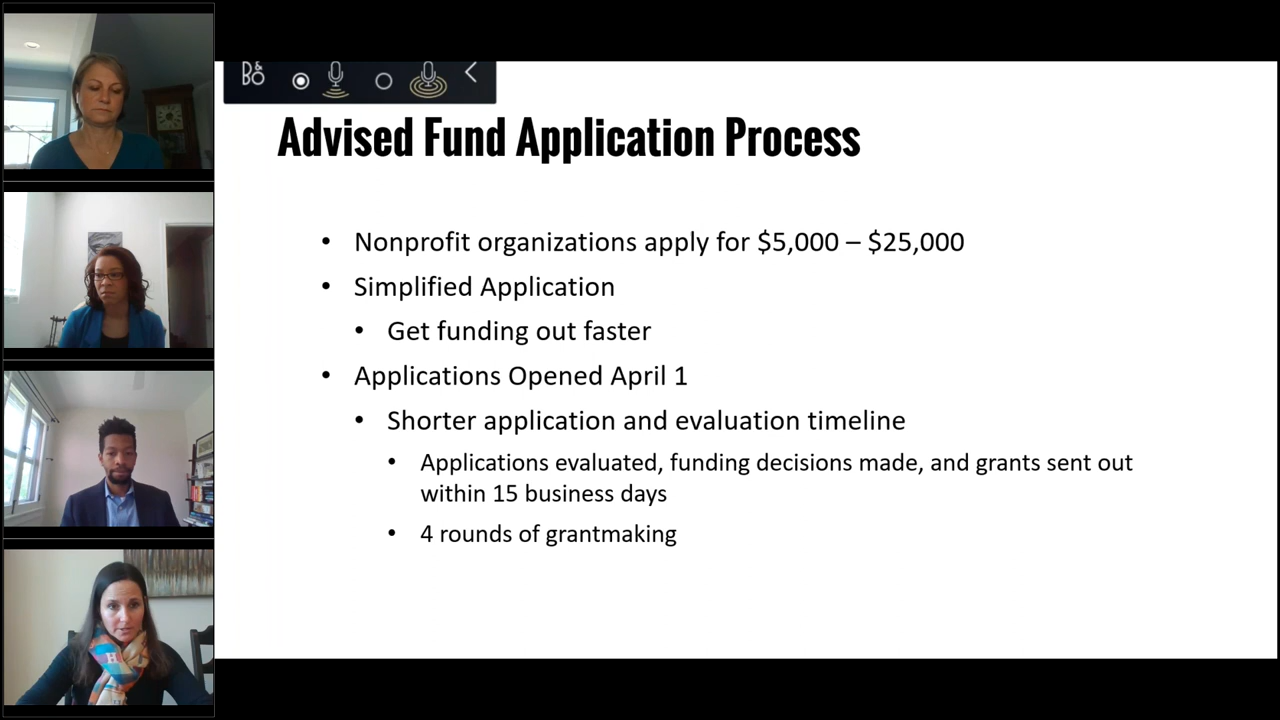 B&
BO
Advised Fund Application Process
• Nonprofit organizations apply for $5,000 – $25,000
• Simplified Application
• Get funding out faster
• Applications Opened April 1
• Shorter application and evaluation timeline
• Applications evaluated, funding decisions made, and grants sent out
within 15 business days
• 4 rounds of grantmaking